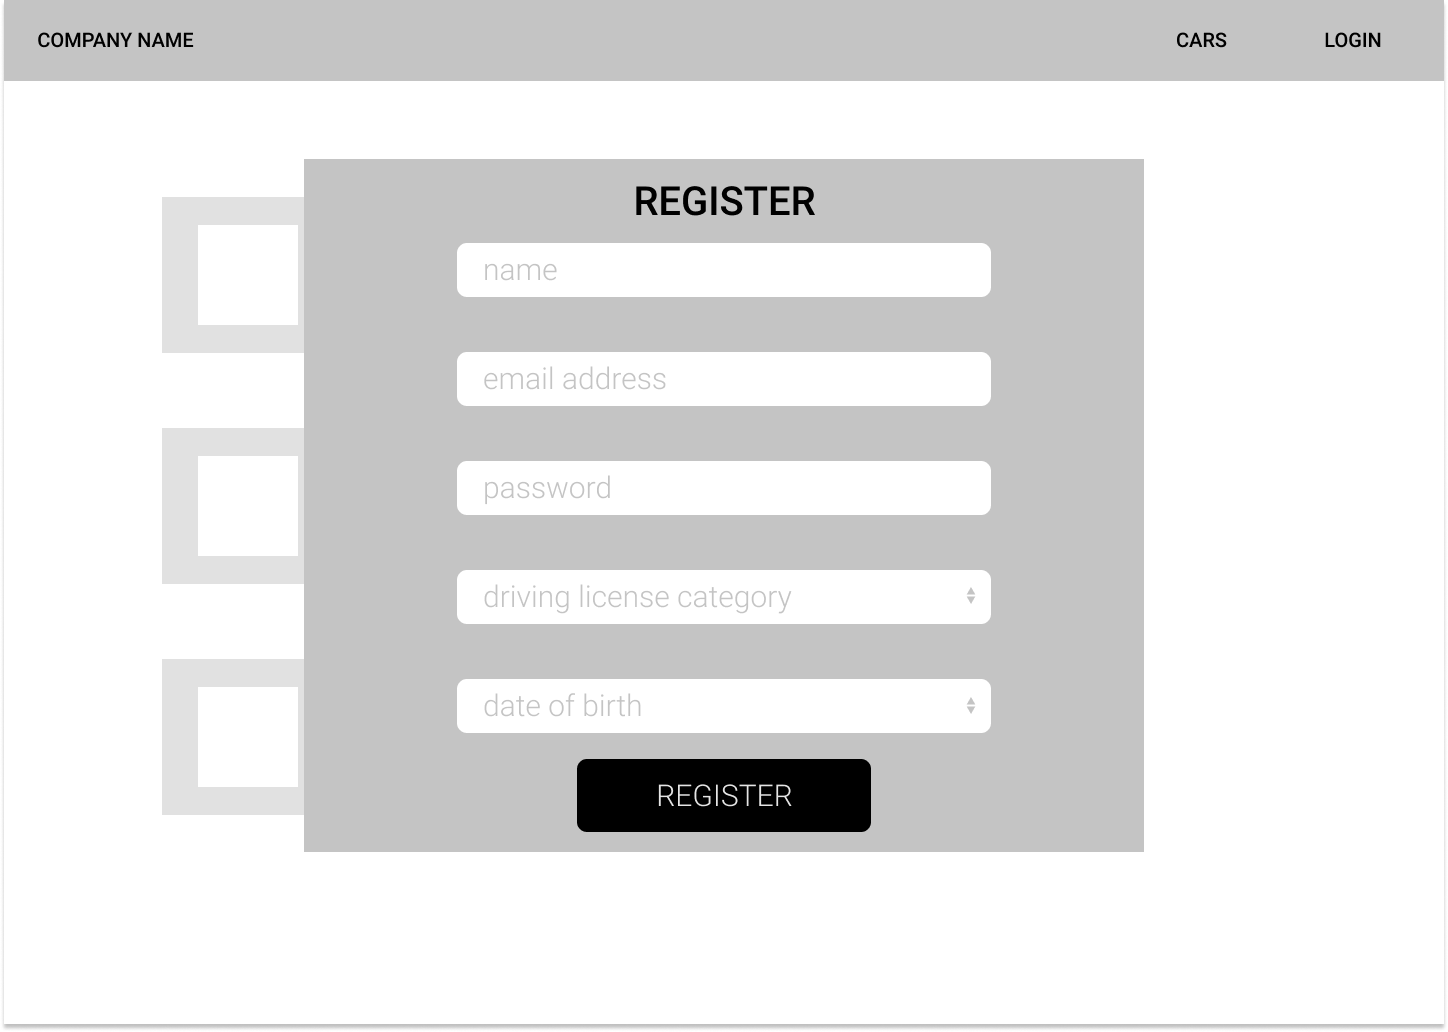 COMPANY NAME
CARS
LOGIN
REGISTER
name
email address
password
driving license category
date of birth
REGISTER